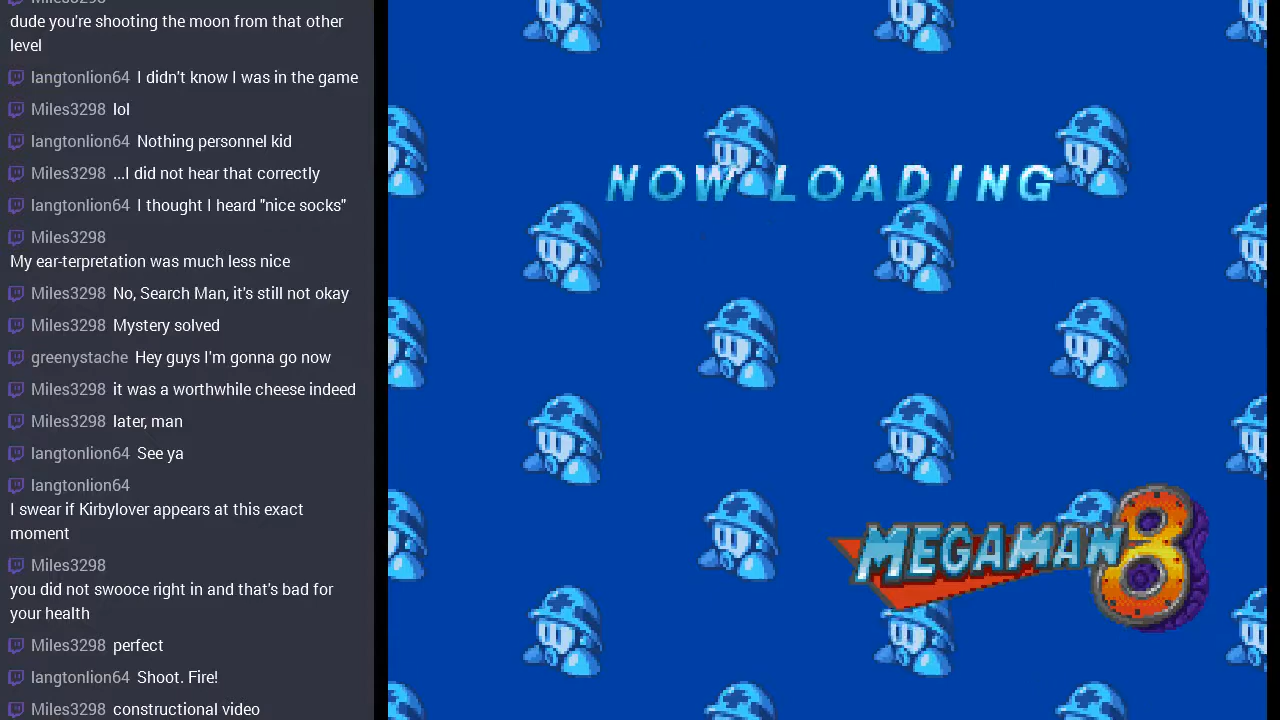 Miles3298
dude you're shooting the moon from that other
level
langtonlion64 I didn't know I was in the game
Miles3298 lol
langtonlion64 Nothing personnel kid
Miles3298 ...I did not hear that correctly
langtonlion64 I thought I heard "nice socks"
Miles3298
My ear-terpretation was much less nice
Miles3298 No, Search Man, it's still not okay
Miles3298 Mystery solved
greenystache Hey guys I'm gonna go now
Miles3298 it was a worthwhile cheese indeed
Miles3298 later, man
langtonlion64 See ya
langtonlion64
I swear if Kirbylover appears at this exact
moment
Miles3298
you did not swooce right in and that's bad for
your health
Miles3298 perfect
langtonlion64 Shoot. Fire!
Miles3298 constructional video
NOW LOADING
MEGAMAN 8